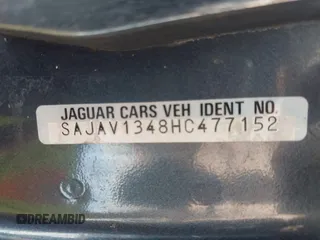 JAGUAR CARS VEH IDENT NO.
SAJAV1348HC477152
DREAMBID